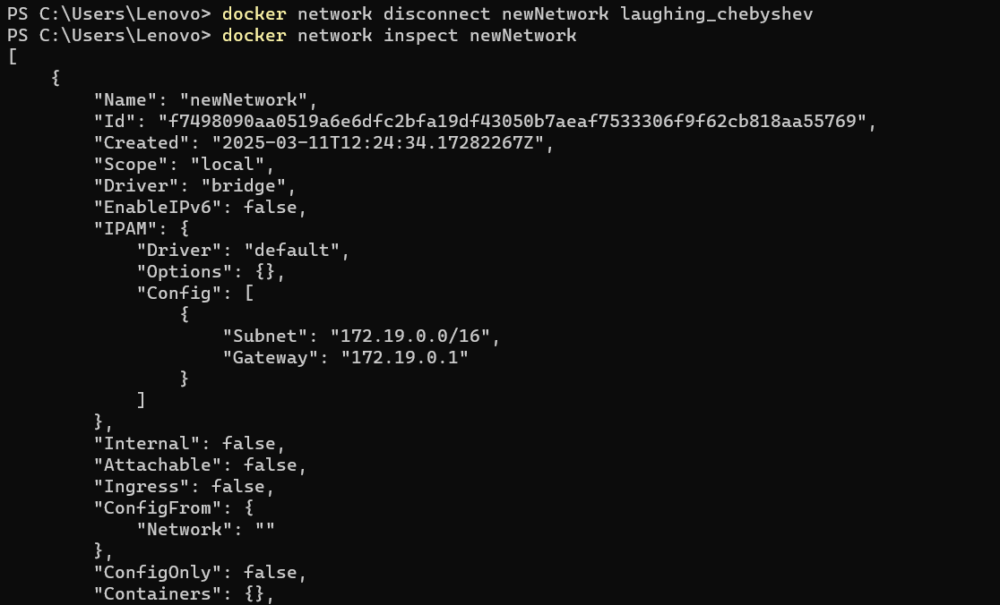 PS C:\Users\Lenovo> docker network disconnect newNetwork laughing_chebyshev
PS C:\Users\Lenovo> docker network inspect newNetwork
[
    {
        "Name": "newNetwork",
        "Id": "f7498090aa0519a6e6dfc2bfa19df43050b7aeaf7533306f9f62cb818aa55769",
        "Created": "2025-03-11T12:24:34.17282267Z",
        "Scope": "local",
        "Driver": "bridge",
        "EnableIPv6": false,
        "IPAM": {
            "Driver": "default",
            "Options": {},
            "Config": [
                {
                    "Subnet": "172.19.0.0/16",
                    "Gateway": "172.19.0.1"
                }
            ]
        },
        "Internal": false,
        "Attachable": false,
        "Ingress": false,
        "ConfigFrom": {
            "Network": ""
        },
        "ConfigOnly": false,
        "Containers": {},